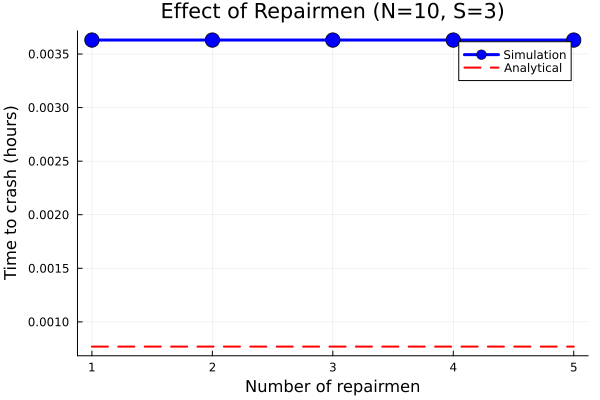 Effect of Repairmen (N=10, S=3)
Time to crash (hours)
0.0035
0.0030
0.0025
0.0020
0.0015
0.0010
Simulation
Analytical
1 2 3 4 5
Number of repairmen